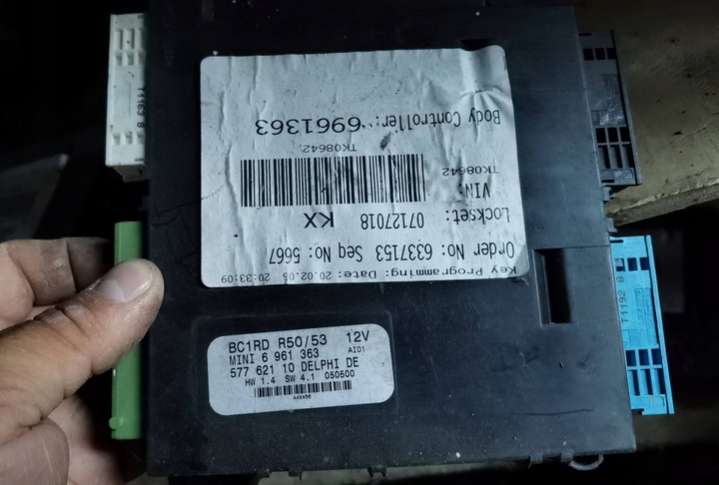 Key Programming: Date: 20.02.05 20:33:09
Order No: 6337153 Seq No: 5667
Lockset: 07127018 KX
VIN: TK08642
TK08642
Body Controller: 6961363
BC1RD R50/53 12V
MINI 6 961 363 AI01
577 621 10 DELPHI DE
HW 1.4 SW 4.1 050500